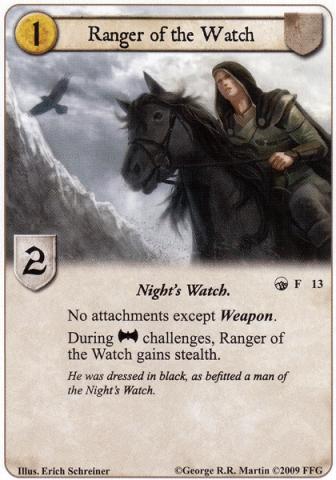 1
Ranger of the Watch
2
Night's Watch.
F 13
No attachments except Weapon.
During challenges, Ranger of
the Watch gains stealth.
He was dressed in black, as befitted a man of
the Night's Watch.
Illus. Erich Schreiner
©George R.R. Martin ©2009 FFG